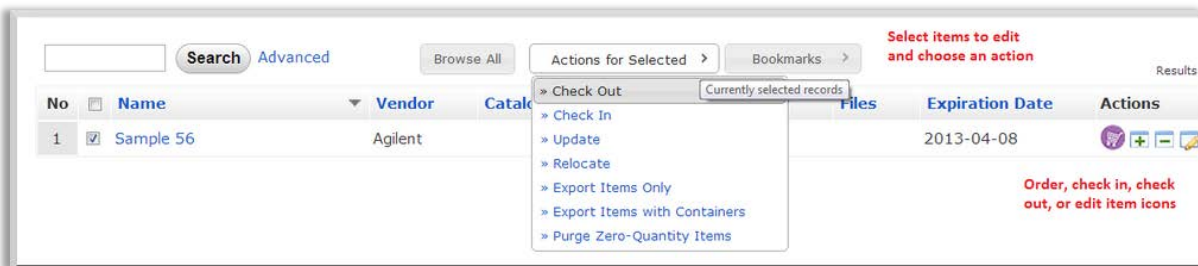 Search Advanced Browse All Actions for Selected > Bookmarks >
Select items to edit
and choose an action
Results
No Name Vendor Files Expiration Date Actions
» Check Out
Currently selected records
1 Sample 56 Agilent 2013-04-08
» Check In
» Update
» Relocate
» Export Items Only
» Export Items with Containers
» Purge Zero-Quantity Items
Order, check in, check
out, or edit item icons